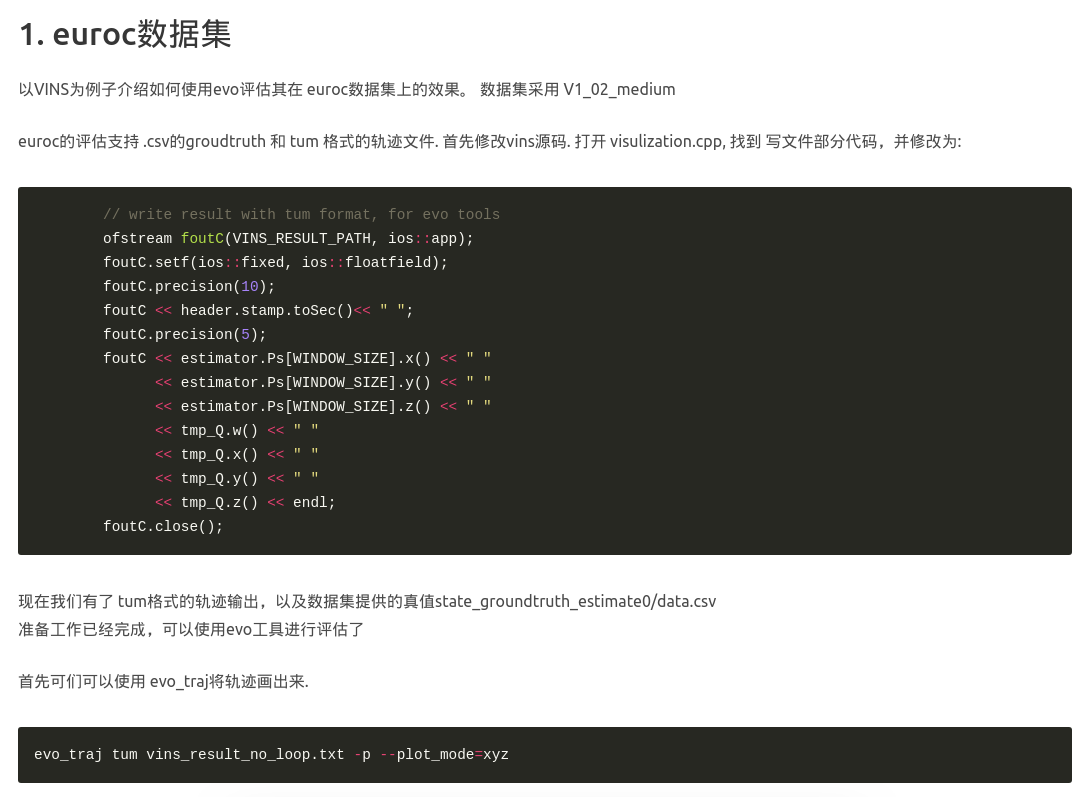 1. euroc数据集
以VINS为例子介绍如何使用evo评估其在 euroc数据集上的效果。 数据集采用 V1_02_medium
euroc的评估支持 .csv的groudtruth 和 tum 格式的轨迹文件. 首先修改vins源码. 打开 visulization.cpp, 找到 写文件部分代码，并修改为:
// write result with tum format, for evo tools
ofstream foutC(VINS_RESULT_PATH, ios::app);
foutC.setf(ios::fixed, ios::floatfield);
foutC.precision(10);
foutC << header.stamp.toSec()<< " ";
foutC.precision(5);
foutC << estimator.Ps[WINDOW_SIZE].x() << " "
<< estimator.Ps[WINDOW_SIZE].y() << " "
<< estimator.Ps[WINDOW_SIZE].z() << " "
<< tmp_Q.w() << " "
<< tmp_Q.x() << " "
<< tmp_Q.y() << " "
<< tmp_Q.z() << endl;
foutC.close();
现在我们有了 tum格式的轨迹输出，以及数据集提供的真值state_groundtruth_estimate0/data.csv
准备工作已经完成，可以使用evo工具进行评估了
首先可们可以使用 evo_traj将轨迹画出来.
evo_traj tum vins_result_no_loop.txt -p --plot_mode=xyz